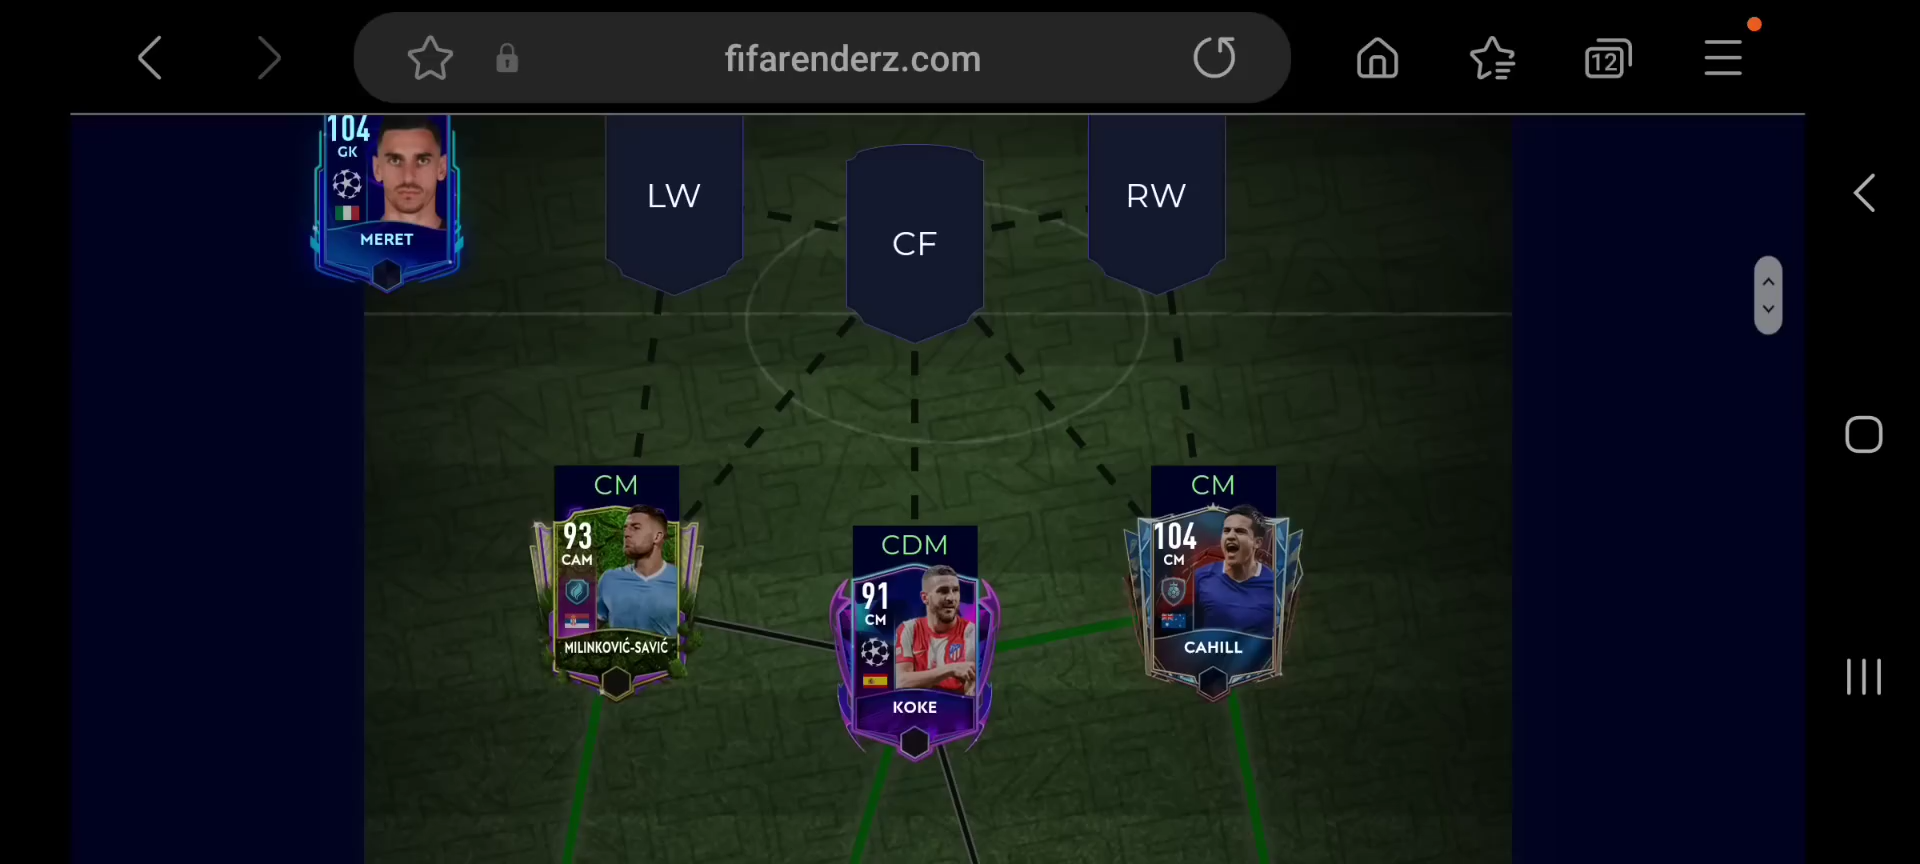 fifarenderz.com
12
104
GK
MERET
LW
CF
RW
CM
93
CAM
MILINKOVIĆ-SAVIĆ
CDM
91
CM
KOKE
CM
104
CM
CAHILL